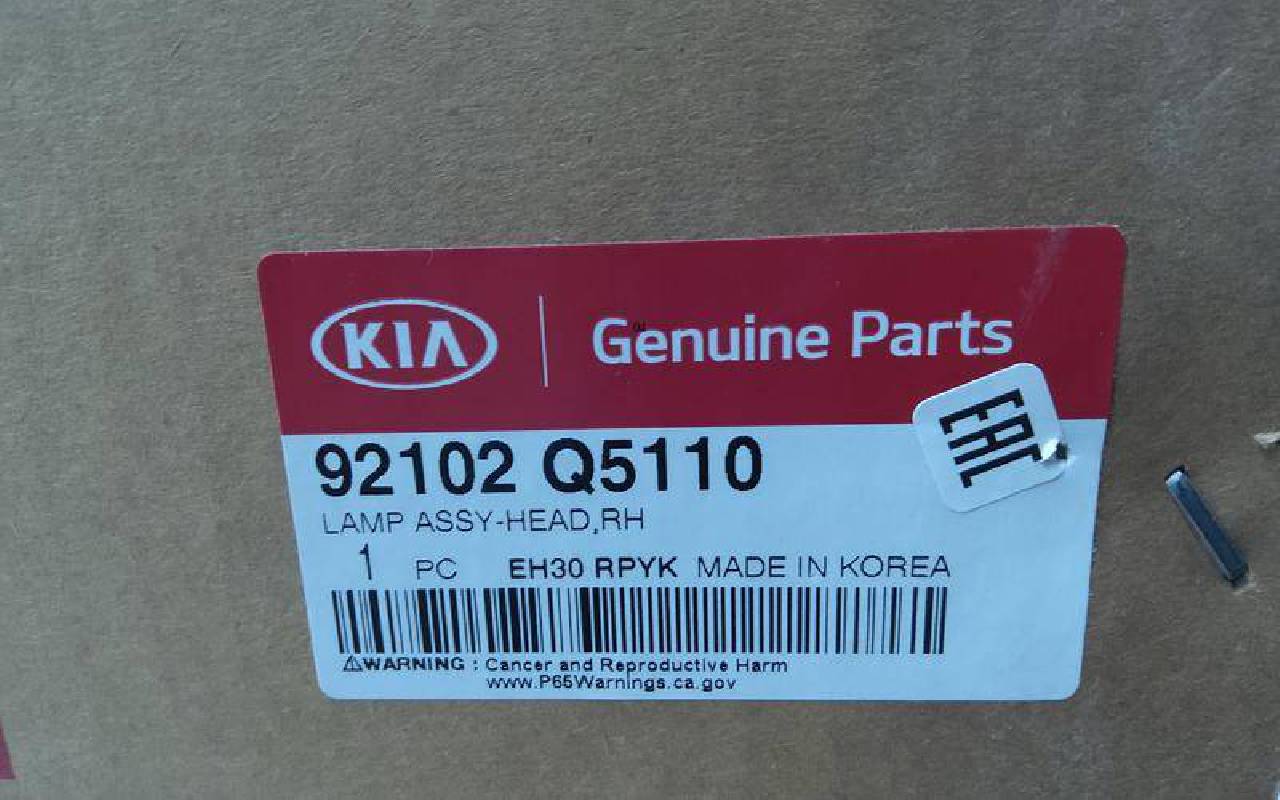 KIA Genuine Parts
EAC
92102 Q5110
LAMP ASSY-HEAD,RH
1 PC EH30 RPYK MADE IN KOREA
⚠WARNING : Cancer and Reproductive Harm
www.P65Warnings.ca.gov